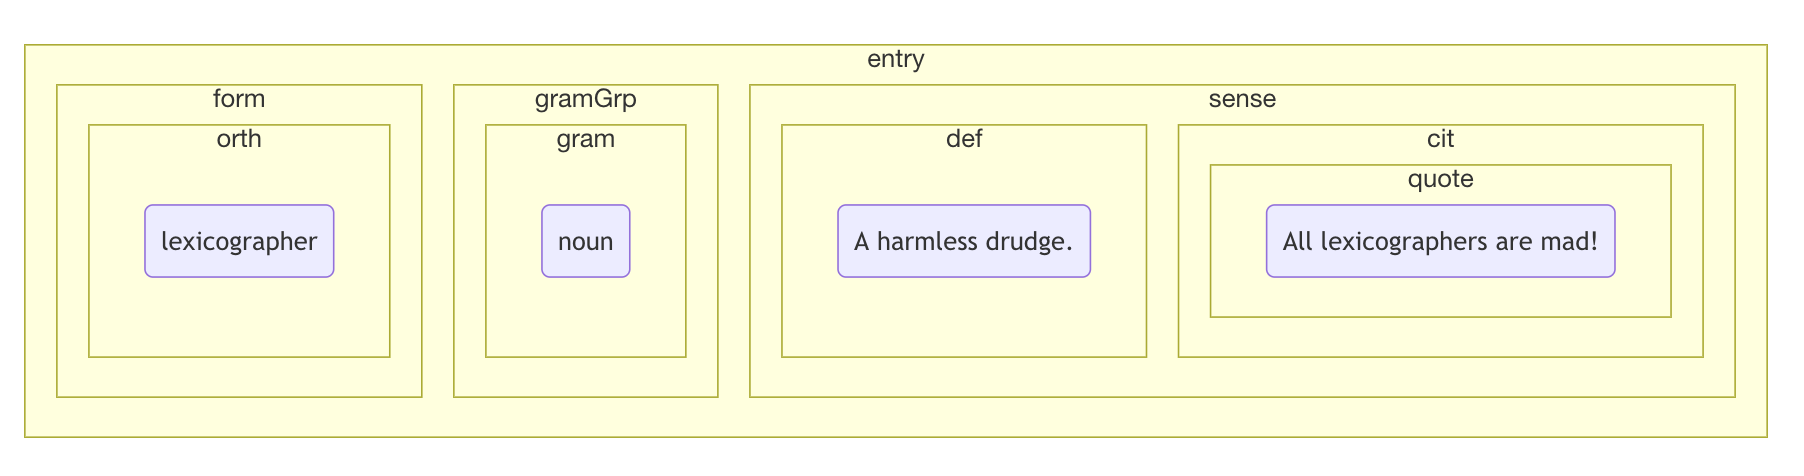 entry
form
gramGrp
sense
orth
gram
def
cit
quote
lexicographer
noun
A harmless drudge.
All lexicographers are mad!